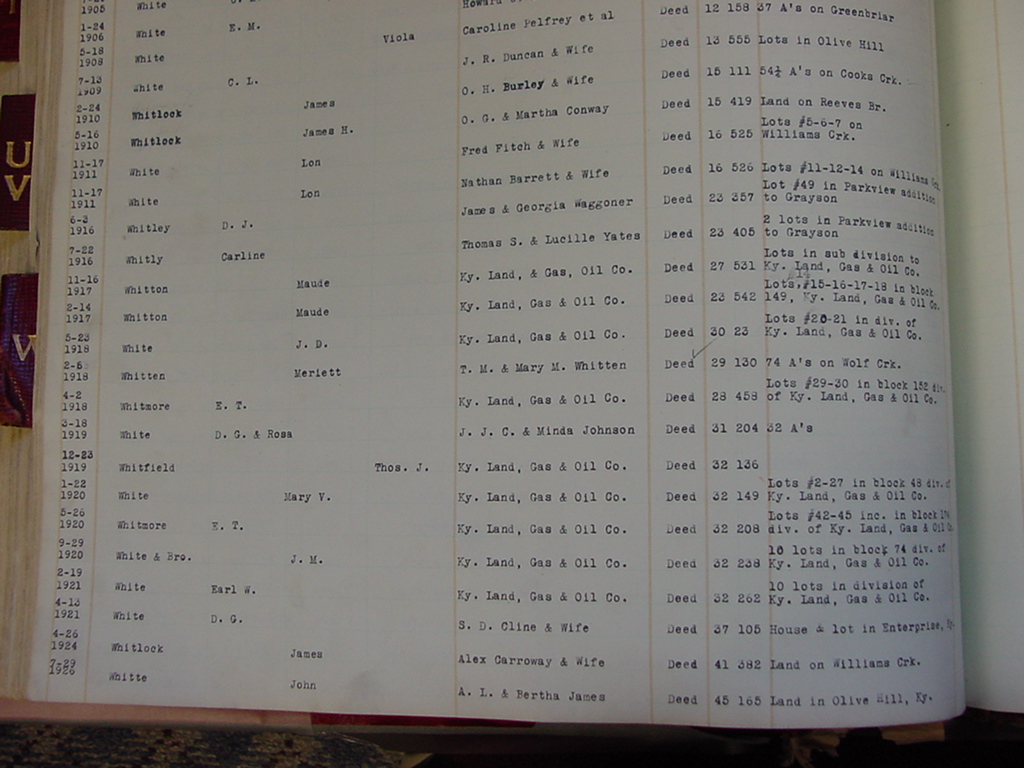 1905 White
1-24
1906 White E. M. Howard
5-18
1908 White Viola Caroline Pelfrey et al Deed 12 158 37 A's on Greenbriar
7-13
1909 White C. L. J. R. Duncan & Wife Deed 13 555 Lots in Olive Hill
2-24
1910 Whitlock James O. H. Burley & Wife Deed 15 111 54½ A's on Cooks Crk.
5-16
1910 Whitlock James H. O. G. & Martha Conway Deed 15 419 Land on Reeves Br.
11-17 Lots #5-6-7 on
1911 White Lon Fred Fitch & Wife Deed 16 525 Williams Crk.
11-17
1911 White Lon Nathan Barrett & Wife Deed 16 526 Lots #11-12-14 on Williams Crk.
6-3 Lot #49 in Parkview addition
1916 Whitley D. J. James & Georgia Waggoner Deed 23 357 to Grayson
7-22 2 lots in Parkview addition
1916 Whitly Carline Thomas S. & Lucille Yates Deed 23 405 to Grayson
11-16 Lots in sub division to
1917 Whitton Maude Ky. Land, & Gas, Oil Co. Deed 27 531 Ky. Land, Gas & Oil Co.
#14
2-14 Lots,#15-16-17-18 in block
1917 Whitton Maude Ky. Land, Gas & Oil Co. Deed 23 542 149, Ky. Land, Gas & Oil Co.
5-23 Lots #20-21 in div. of
1918 White J. D. Ky. Land, Gas & Oil Co. Deed 30 23 Ky. Land, Gas & Oil Co.
2-5
1918 Whitten Meriett T. M. & Mary M. Whitten Deed 29 130 74 A's on Wolf Crk.
4-2 Lots #29-30 in block 152 div.
1918 Whitmore E. T. Ky. Land, Gas & Oil Co. Deed 28 458 of Ky. Land, Gas & Oil Co.
3-18
1919 White D. G. & Rosa J. J. C. & Minda Johnson Deed 31 204 32 A's
12-23
1919 Whitfield Thos. J. Ky. Land, Gas & Oil Co. Deed 32 136
1-22 Lots #2-27 in block 48 div. of
1920 White Mary V. Ky. Land, Gas & Oil Co. Deed 32 149 Ky. Land, Gas & Oil Co.
5-26 Lots #42-45 inc. in block
1920 Whitmore E. T. Ky. Land, Gas & Oil Co. Deed 32 208 div. of Ky. Land, Gas & Oil Co.
9-29 10 lots in block 74 div. of
1920 White & Bro. J. M. Ky. Land, Gas & Oil Co. Deed 32 238 Ky. Land, Gas & Oil Co.
2-19 10 lots in division of
1921 White Earl W. Ky. Land, Gas & Oil Co. Deed 32 262 Ky. Land, Gas & Oil Co.
4-13
1921 White D. G. S. D. Cline & Wife Deed 37 105 House & lot in Enterprise, Ky.
4-26
1924 Whitlock James Alex Carroway & Wife Deed 41 382 Land on Williams Crk.
7-29
1926 Whitte John A. L. & Bertha James Deed 45 165 Land in Olive Hill, Ky.
U
V
W